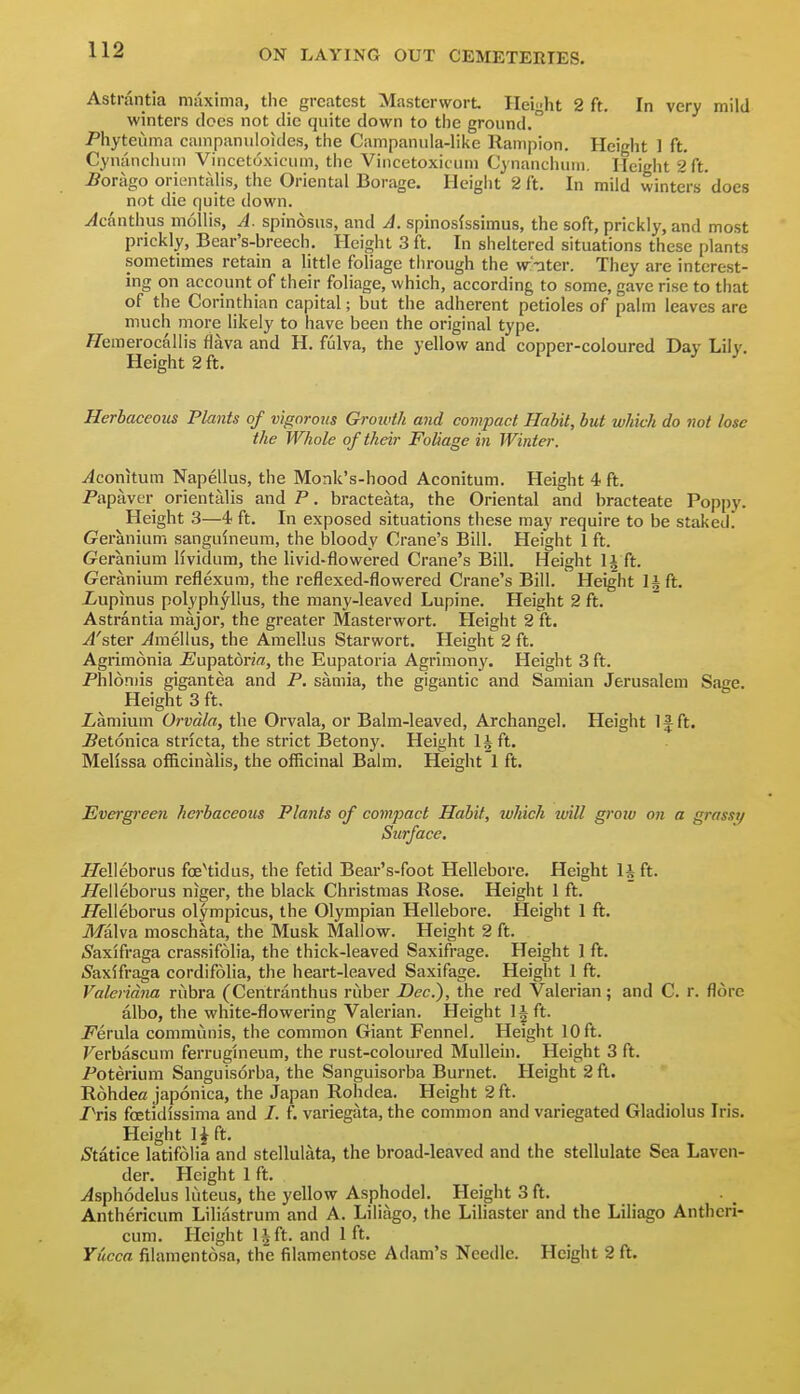 112
ON LAYING OUT CEMETERIES.
Astrántia máxima, the greatest Masterwort. Height 2 ft. In very mild
winters does not die quite down to the ground.
Phyteùma campanuloìdes, the Campanula-like Rampion. Height 1 ft.
Cynánchum Vincetóxicum, the Vincetoxicum Cynanchum. Height 2 ft.
Boràgo orientàlis, the Oriental Borage. Height 2 ft. In mild winters does
not die quite down.
Acánthus móllis, A. spinòsus, and A. spinosíssimus, the soft, prickly, and most
prickly, Bear's-breech. Height 3 ft. In sheltered situations these plants
sometimes retain a little foliage through the winter. They are interest-
ing on account of their foliage, which, according to some, gave rise to that
of the Corinthian capital; but the adherent petioles of palm leaves are
much more likely to have been the original type.
Hemerocállis flàva and H. fúlva, the yellow and copper-coloured Day Lily.
Height 2 ft.
Herbaceous Plants of vigorous Growth and compact Habit, but which do not lose
the Whole of their Foliage in Winter.
Aconìtum Napéllus, the Monk's-hood Aconitum. Height 4 ft.
Papàver orientàlis and P. bracteàta, the Oriental and bracteate Poppy.
Height 3—4 ft. In exposed situations these may require to be staked.
Geránium sanguíneum, the bloody Crane's Bill. Height 1 ft.
Geránium lívidum, the livid-flowered Crane's Bill. Height 1½ ft.
Geránium refléxum, the reflexed-flowered Crane's Bill. Height 1½ ft.
Lupìnus polyphýllus, the many-leaved Lupine. Height 2 ft.
Astrántia màjor, the greater Masterwort. Height 2 ft.
A'ster Améllus, the Amellus Starwort. Height 2 ft.
Agrimònia Eupatòria, the Eupatoria Agrimony. Height 3 ft.
Phlòmis gigantèa and P. sàmia, the gigantic and Samian Jerusalem Sage.
Height 3 ft.
Làmium Orvàla, the Orvala, or Balm-leaved, Archangel. Height 1¾ ft.
Betónica strícta, the strict Betony. Height 1½ ft.
Melíssa officinàlis, the officinal Balm. Height 1 ft.
Evergreen herbaceous Plants of compact Habit, which will grow on a grassy
Surface.
Helléborus foe`tidus, the fetid Bear's-foot Hellebore. Height 1½ ft.
Helléborus nìger, the black Christmas Rose. Height 1 ft.
Helléborus olýmpicus, the Olympian Hellebore. Height 1 ft.
Málva moschàta, the Musk Mallow. Height 2 ft.
Saxífraga crassifòlia, the thick-leaved Saxifrage. Height 1 ft.
Saxífraga cordifòlia, the heart-leaved Saxifage. Height 1 ft.
Valeriàna rùbra (Centránthus rùber Dec.), the red Valerian; and C. r. flòre
álbo, the white-flowering Valerian. Height 1½ ft.
Férula commùnis, the common Giant Fennel. Height 10 ft.
Verbáscum ferrugíneum, the rust-coloured Mullein. Height 3 ft.
Potèrium Sanguisórba, the Sanguisorba Burnet. Height 2 ft.
Ròhdea japónica, the Japan Rohdea. Height 2 ft.
I`ris foetidíssima and I. f. variegàta, the common and variegated Gladiolus Iris.
Height 1½ ft.
Státice latifòlia and stellulàta, the broad-leaved and the stellulate Sea Laven-
der. Height 1 ft.
Asphódelus lùteus, the yellow Asphodel. Height 3 ft.
Anthéricum Liliástrum and A. Liliàgo, the Liliaster and the Liliago Antheri-
cum. Height 1½ ft. and 1 ft.
Yúcca filamentòsa, the filamentose Adam's Needle. Height 2 ft.